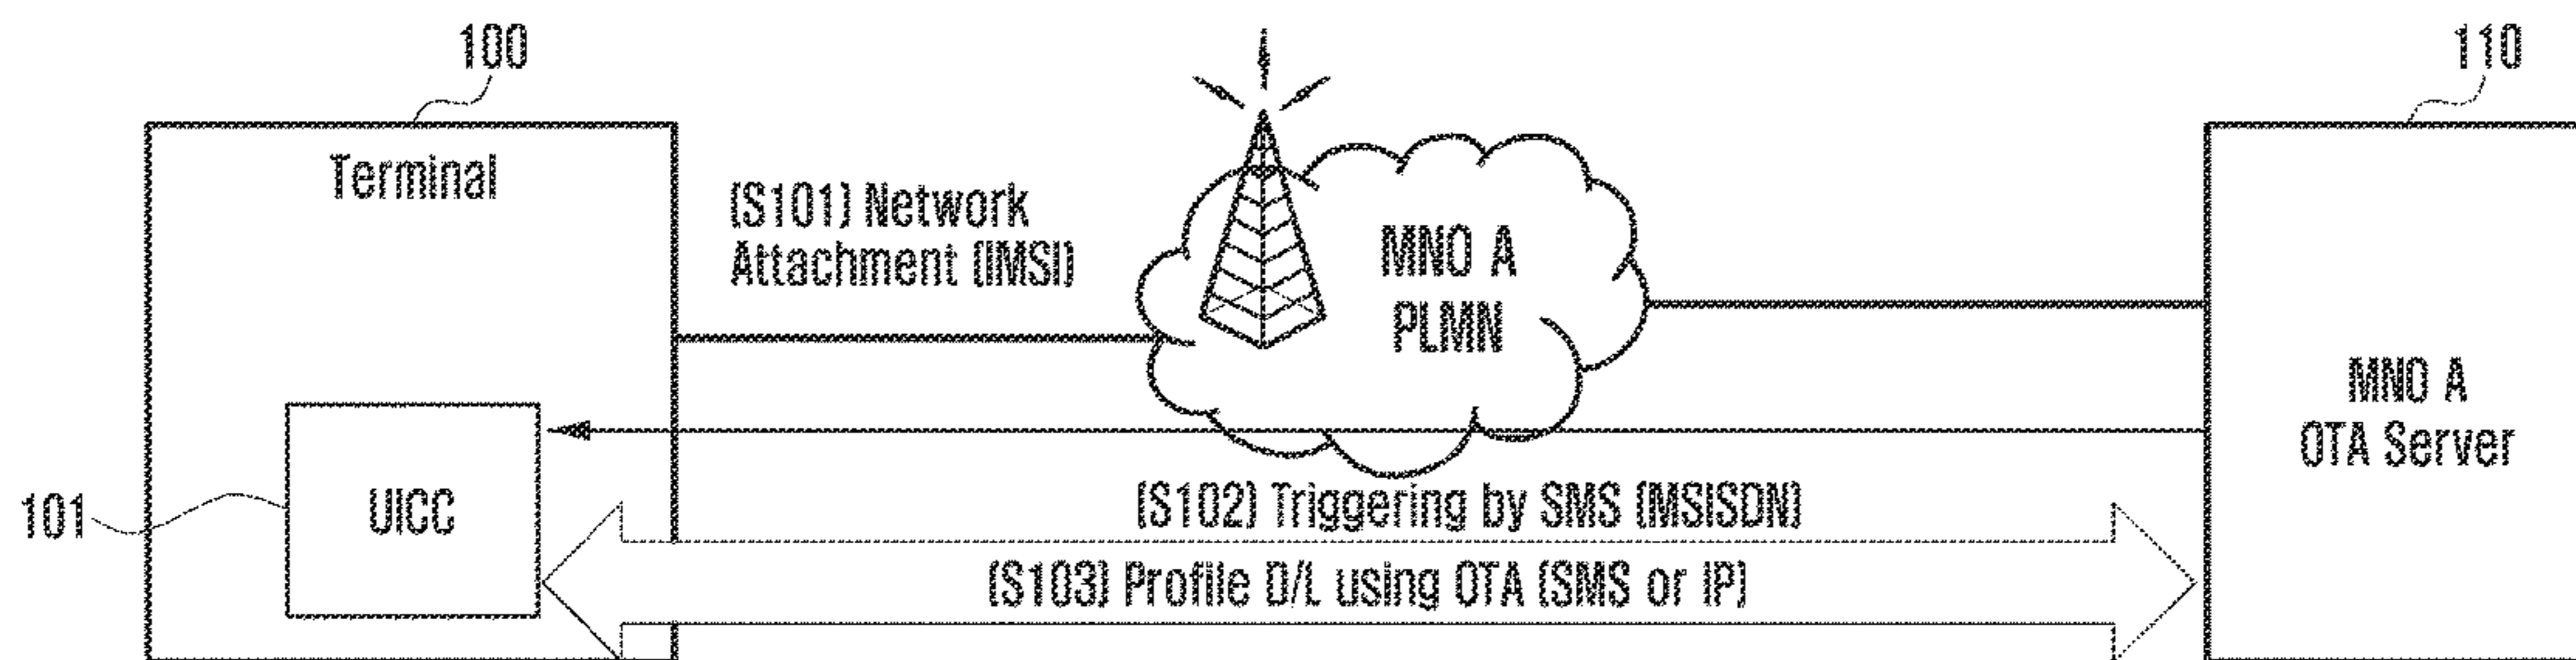 100
110
Terminal
(S101) Network
Attachment (IMSI)
MNO A
PLMN
MNO A
OTA Server
101
UICC
(S102) Triggering by SMS (MSISDN)
(S103) Profile D/L using OTA (SMS or IP)